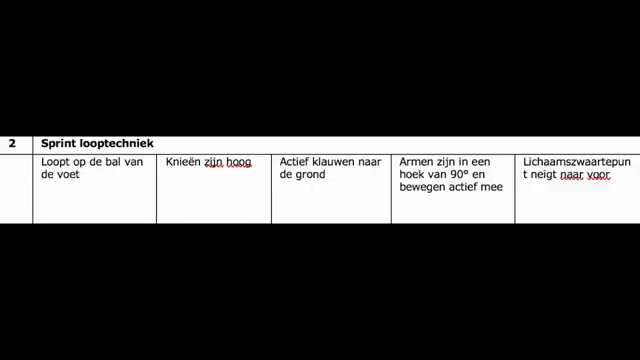 2 Sprint looptechniek
Loopt op de bal van
de voet
Knieën zijn hoog
Actief klauwen naar
de grond
Armen zijn in een
hoek van 90° en
bewegen actief mee
Lichaamszwaartepun
t neigt naar voor